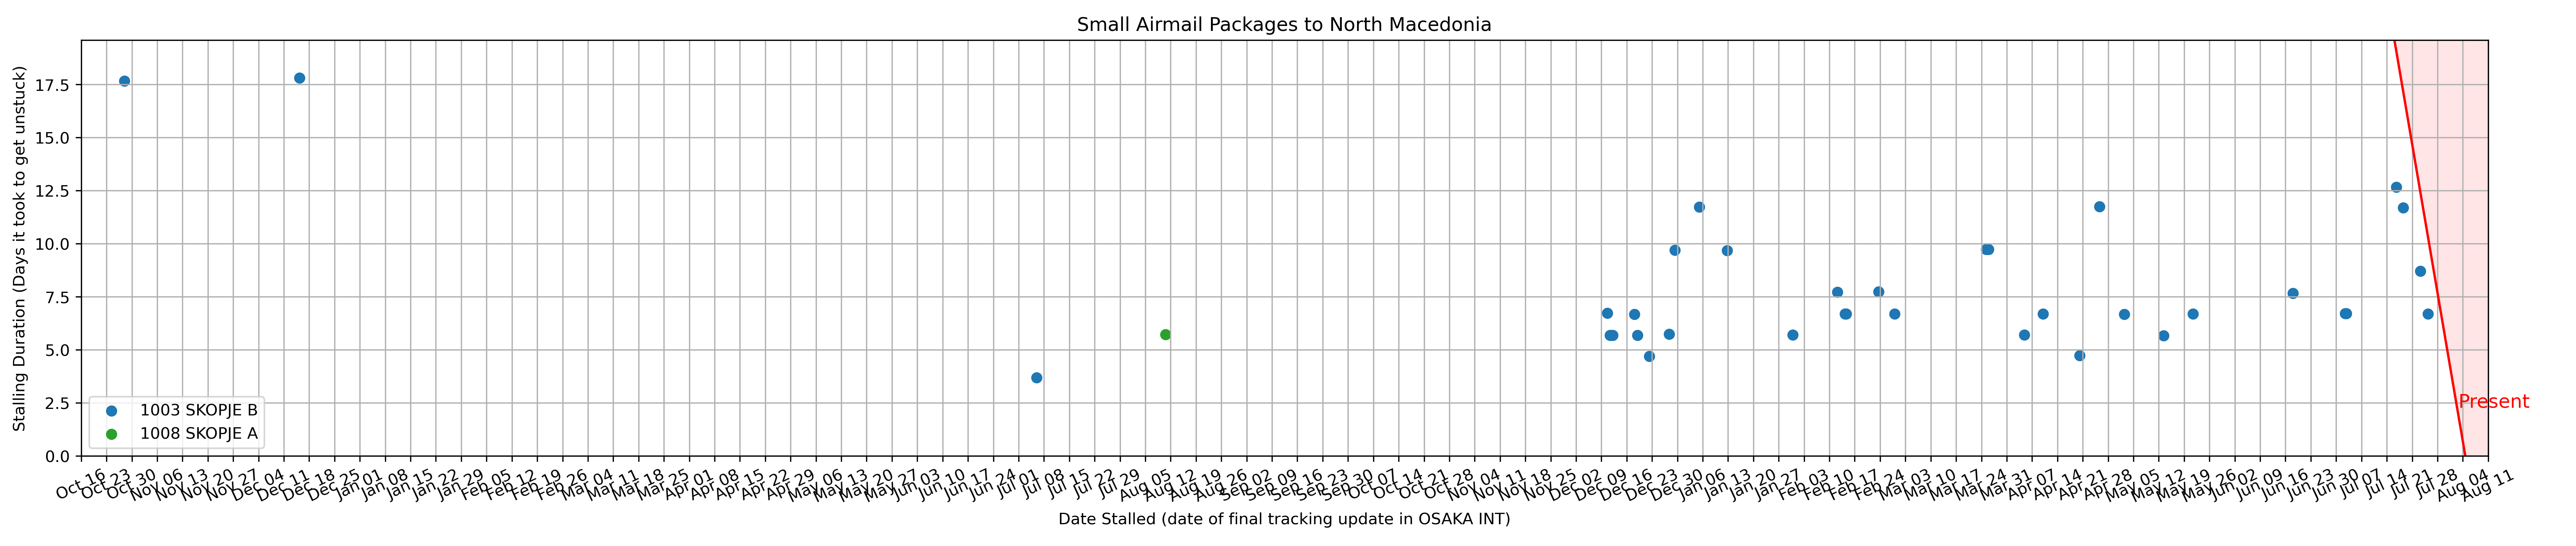 Small Airmail Packages to North Macedonia
Stalling Duration (Days it took to get unstuck)
17.5
15.0
12.5
10.0
7.5
5.0
2.5
0.0
1003 SKOPJE B
1008 SKOPJE A
Present
Oct 16 Oct 23 Oct 30 Nov 06 Nov 13 Nov 20 Nov 27 Dec 04 Dec 11 Dec 18 Dec 25 Jan 01 Jan 08 Jan 15 Jan 22 Jan 29 Feb 05 Feb 12 Feb 19 Feb 26 Mar 04 Mar 11 Mar 18 Mar 25 Apr 01 Apr 08 Apr 15 Apr 22 Apr 29 May 06 May 13 May 20 May 27 Jun 03 Jun 10 Jun 17 Jun 24 Jul 01 Jul 08 Jul 15 Jul 22 Jul 29 Aug 05 Aug 12 Aug 19 Aug 26 Sep 02 Sep 09 Sep 16 Sep 23 Sep 30 Oct 07 Oct 14 Oct 21 Oct 28 Nov 04 Nov 11 Nov 18 Nov 25 Dec 02 Dec 09 Dec 16 Dec 23 Dec 30 Jan 06 Jan 13 Jan 20 Jan 27 Feb 03 Feb 10 Feb 17 Feb 24 Mar 03 Mar 10 Mar 17 Mar 24 Mar 31 Apr 07 Apr 14 Apr 21 Apr 28 May 05 May 12 May 19 May 26 Jun 02 Jun 09 Jun 16 Jun 23 Jun 30 Jul 07 Jul 14 Jul 21 Jul 28 Aug 04 Aug 11
Date Stalled (date of final tracking update in OSAKA INT)